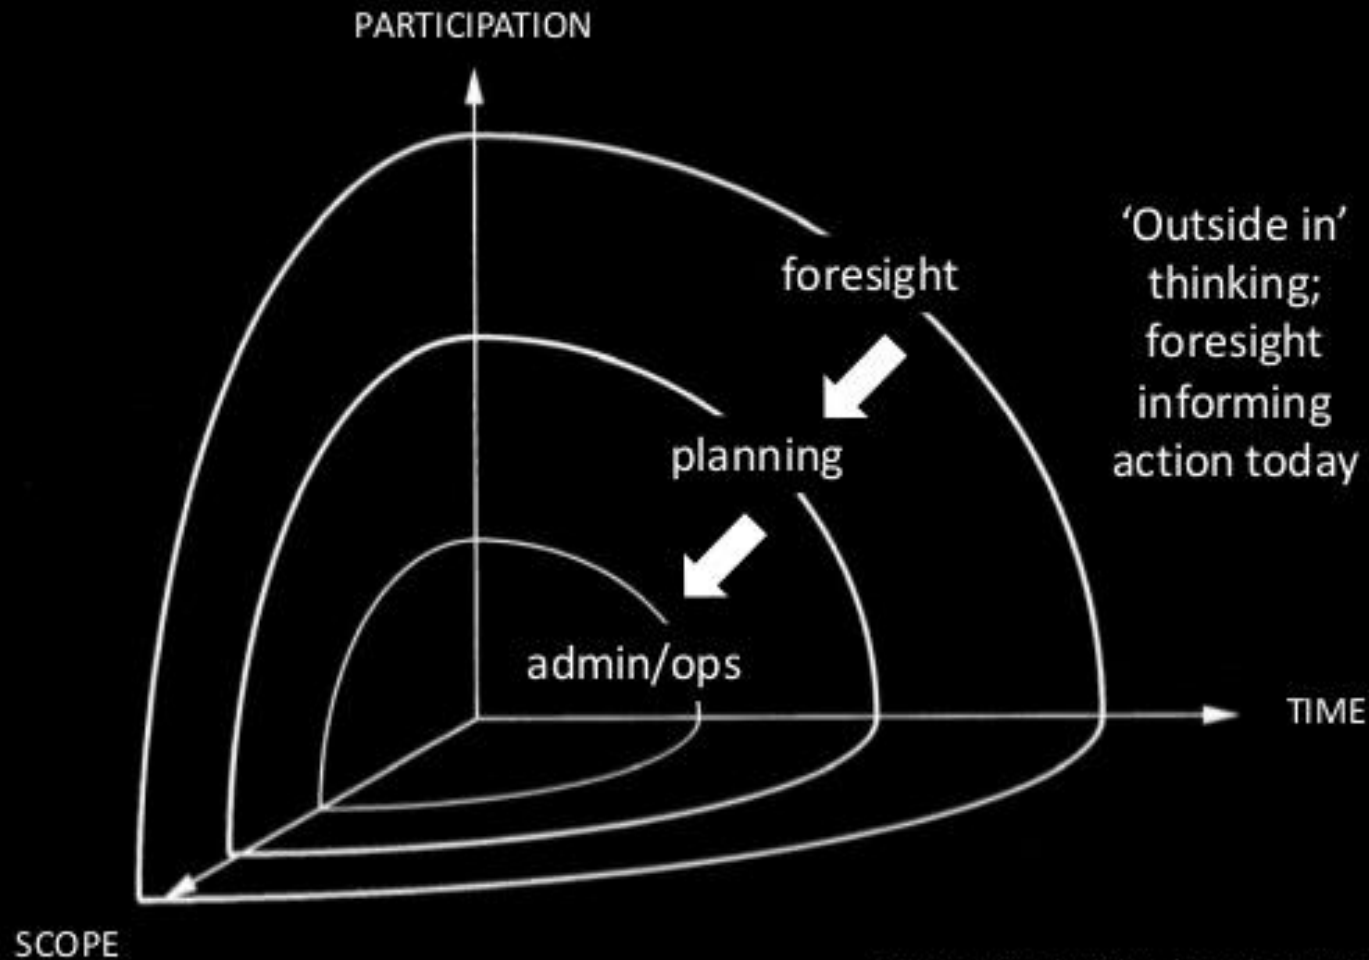 PARTICIPATION
‘Outside in’
thinking;
foresight
informing
action today
foresight
planning
admin/ops
TIME
SCOPE